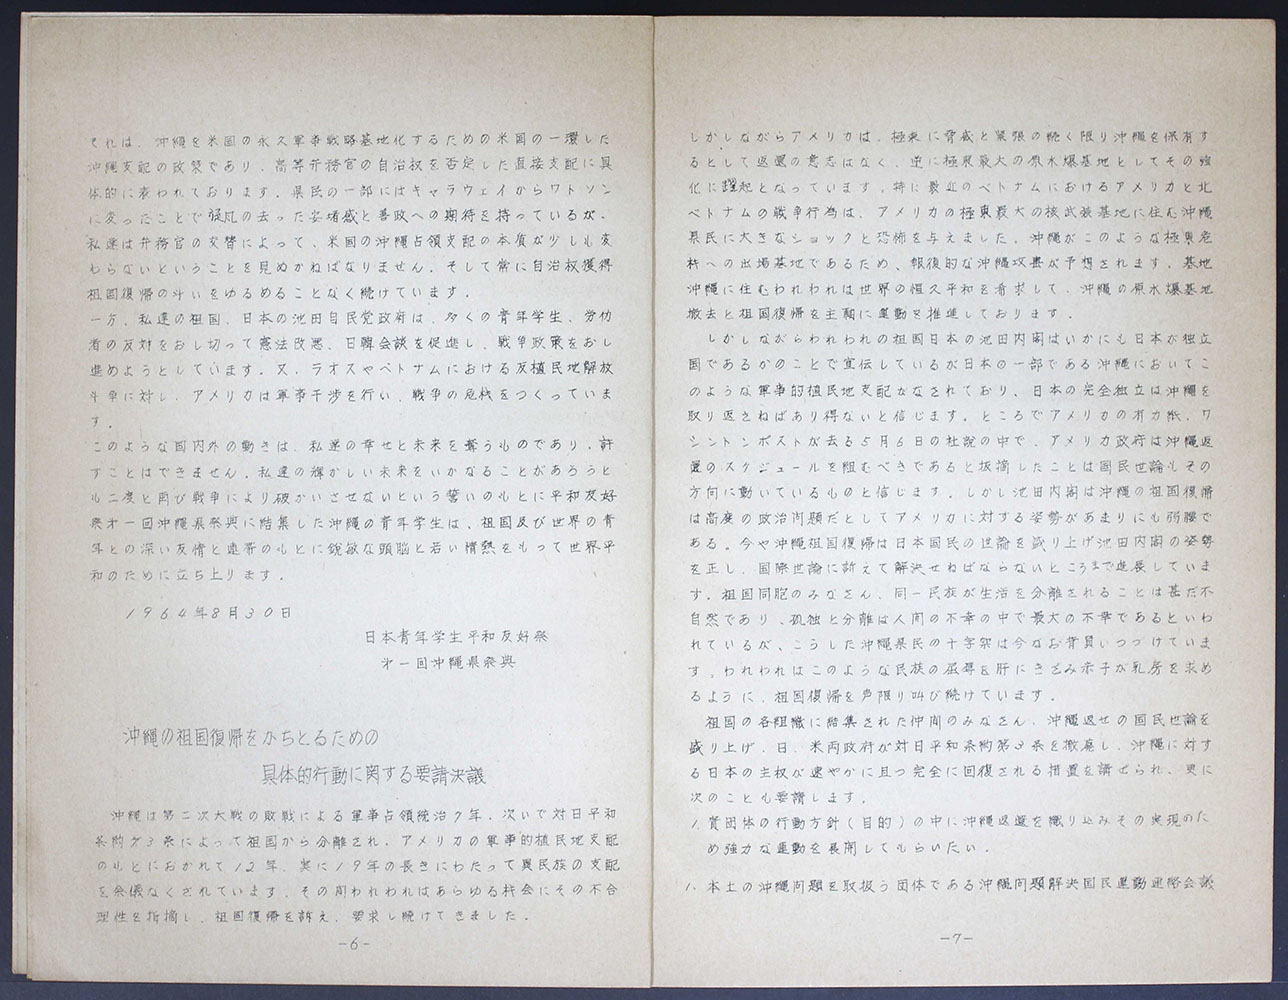 それは、沖縄を米国の永久軍事戦略基地化するための米国の一環した
沖縄支配の政策であり、高等弁務官の自治权を否定した直接支配に具
体的に表われております。県民の一部にはキャラウェイからワトソン
に変ったことで颱风の去った安堵感と善政への期待を持っているが、
私達は弁務官の交替によって、米国の沖縄占領支配の本質が少しも変
わらないということを見ぬかねばなりません。そして常に自治权獲得
祖国復帰の斗いをゆるめることなく続けています。
一方、私達の祖国、日本の池田自民党政府は、多くの青年学生、労仂
者の反対をおし切って憲法改悪、日韓会談を促進し、戦争政策をおし
進めようとしています。又、ラオスやベトナムにおける反植民地解放
斗争に対し、アメリカは軍事干渉を行い、戦争の危機をつくっていま
す。
このような国内外の動きは、私達の幸せと未来を奪うものであり、許
すことはできません。私達の輝かしい未来をいかなることがあろうと
も二度と再び戦争により破かいさせないという誓いのもとに平和友好
祭才一回沖縄県祭典に結集した沖縄の青年学生は、祖国及び世界の青
年との深い友情と連帯のもとに鋭敏な頭脳と若い情熱をもって世界平
和のために立ち上ります。
1964年8月30日
日本青年学生平和友好祭
才一回沖縄県祭典
沖縄の祖国復帰をかちとるための
具体的行動に関する要請決議
沖縄は第二次大戦の敗戦による軍事占領統治7年、次いで対日平和
条約才3条によって祖国から分離され、アメリカの軍事的植民地支配
のもとにおかれて12年、実に19年の長きにわたって異民族の支配
を余儀なくされています。その間われわれはあらゆる机会にその不合
理性を指摘し、祖国復帰を訴え、要求し続けてきました。
-6-
しかしながらアメリカは、極東に脅威と緊張の続く限り沖縄を保有す
るとして返還の意志はなく、逆に極東最大の原水爆基地としてその強
化に躍起となっています。特に最近のベトナムにおけるアメリカと北
ベトナムの戦争行為は、アメリカの極東最大の核武装基地に住む沖縄
県民に大きなショックと恐怖を与えました。沖縄がこのような極東危
机への出撃基地であるため、報復的な沖縄攻撃が予想されます。基地
沖縄に住むわれわれは世界の恒久平和を希求して、沖縄の原水爆基地
撤去と祖国復帰を主軸に運動を推進しております。
しかしながらわれわれの祖国日本の池田内閣はいかにも日本が独立
国であるかのことで宣伝しているが日本の一部である沖縄においてこ
のような軍事的植民地支配がなされており、日本の完全独立は沖縄を
取り返さねばあり得ないと信じます。ところでアメリカの有力紙、ワ
シントンポストが去る5月6日の社説の中で、アメリカ政府は沖縄返
還のスケジュールを組むべきであると指摘したことは国民世論もその
方向に動いているものと信じます。しかし池田内閣は沖縄の祖国復帰
は高度の政治問題だとしてアメリカに対する姿勢があまりにも弱腰で
ある。今や沖縄祖国復帰は日本国民の世論を盛り上げ池田内閣の姿勢
を正し、国際世論に訴えて解決せねばならないところまで進展していま
す。祖国同胞のみなさん、同一民族が生活を分離されることは甚だ不
自然であり、孤独と分離は人間の不幸の中で最大の不幸であるといわ
れているが、こうした沖縄県民の十字架は今なお背負いつづけていま
す。われわれはこのような民族の屈辱を肝にきざみ赤子が乳房を求め
るように、祖国復帰を声限り叫び続けています。
祖国の各組織に結集された仲間のみなさん、沖縄返せの国民世論を
盛り上げ、日、米両政府が対日平和条約第3条を撤廃し、沖縄に対す
る日本の主权が速やかに且つ完全に回復される措置を講ぜられ、更に
次のことも要請します。
1. 貴団体の行動方針(目的)の中に沖縄返還を織り込みその実現のた
め強力な運動を展開してもらいたい。
1. 本土の沖縄問題を取扱う団体である沖縄問題解決国民運動連絡会議
-7-